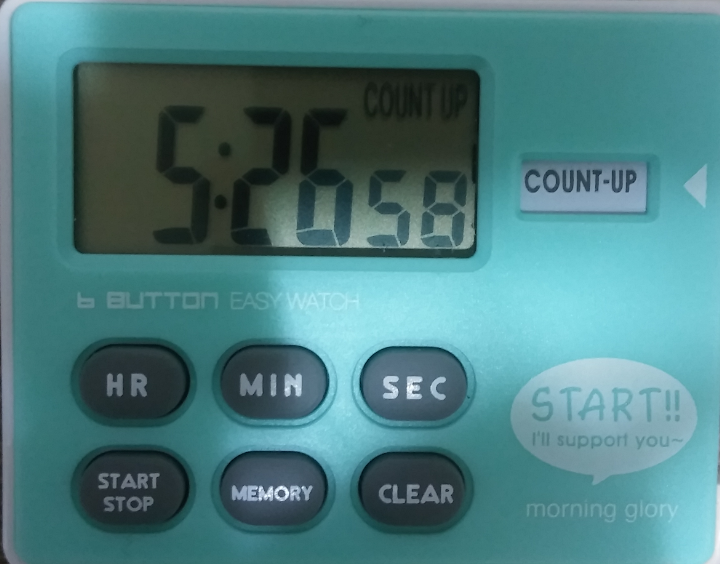 COUNT UP
5:26 58
COUNT-UP
6 BUTTON EASY WATCH
HR MIN SEC
START!!
I'll support you~
START STOP
MEMORY
CLEAR
morning glory